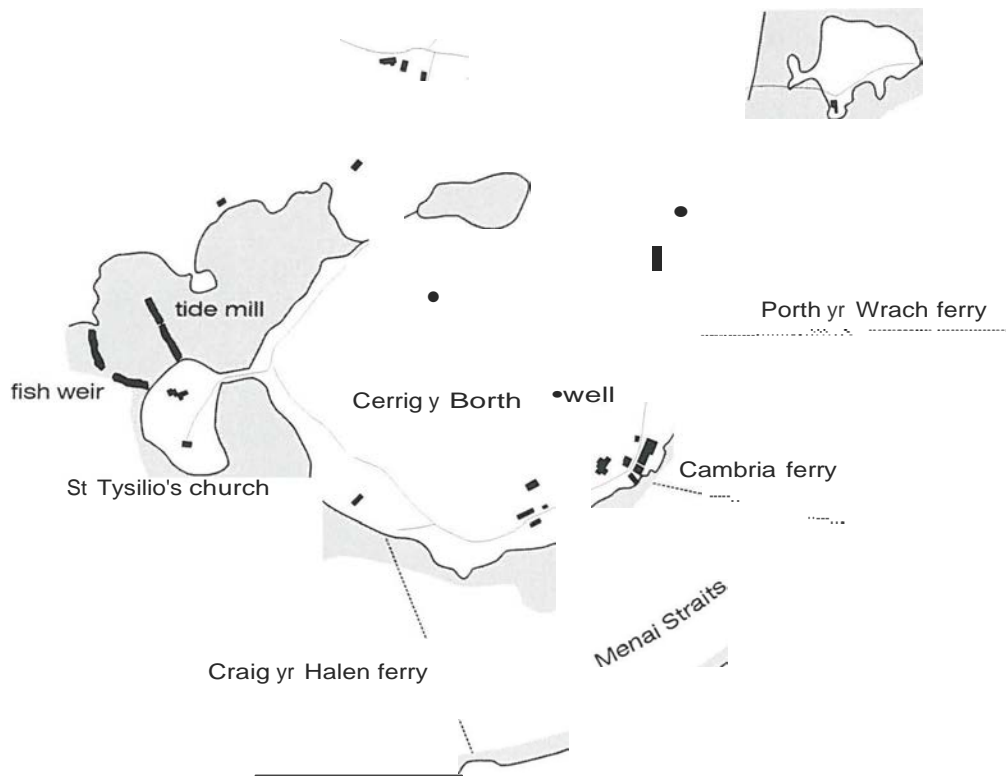 tide mill
Porth yr Wrach ferry
fish weir
Cerrig y Borth
well
Cambria ferry
St Tysilio's church
Menai Straits
Craig yr Halen ferry